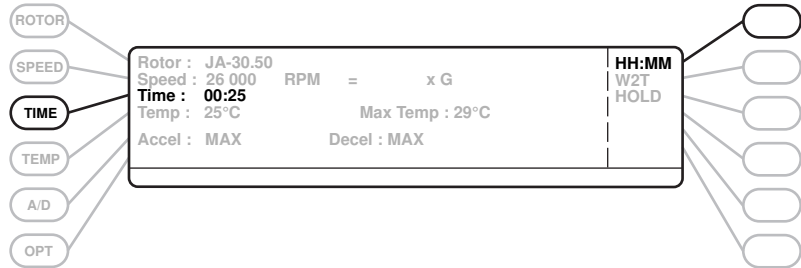 ROTOR
SPEED
TIME
TEMP
A/D
OPT
Rotor : JA-30.50
Speed : 26 000 RPM = x G
Time : 00:25
Temp : 25°C Max Temp : 29°C
Accel : MAX Decel : MAX
HH:MM
W2T
HOLD